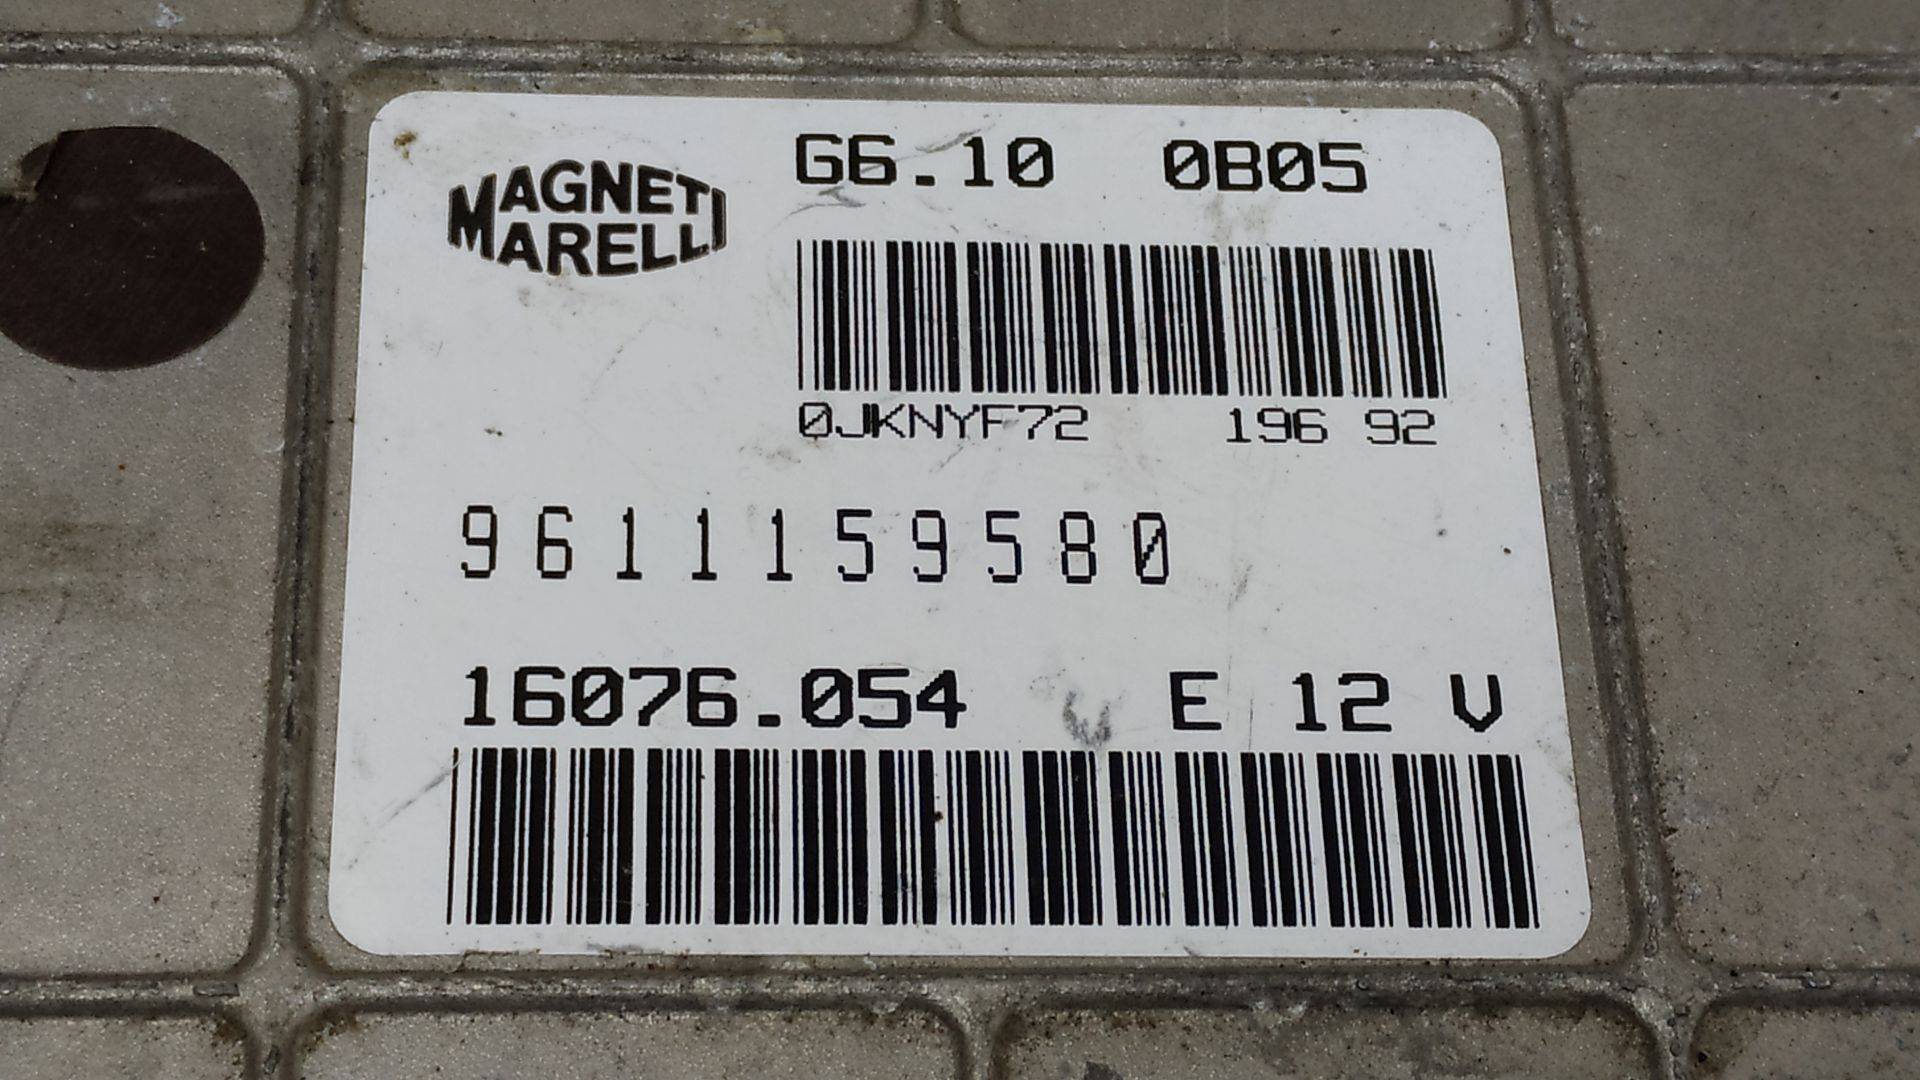 MAGNETI
MARELLI
G6.10 0B05
0JKNYF72 196 92
9611159580
16076.054 E 12 V